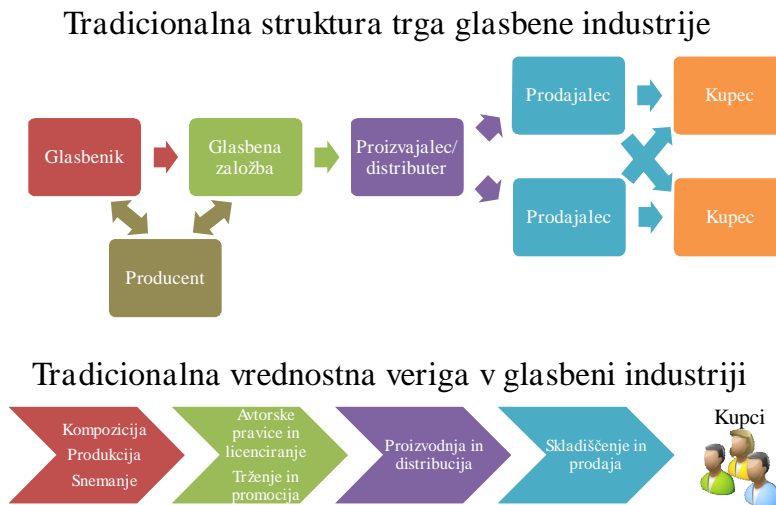 Tradicionalna struktura trga glasbene industrije
Prodajalec
Kupec
Glasbenik
Glasbena
založba
Proizvajalec/
distributer
Prodajalec
Kupec
Producent
Tradicionalna vrednostna veriga v glasbeni industriji
Kompozicija
Produkcija
Snemanje
Avtorske
pravice in
licenciranje
Trženje in
promocija
Proizvodnja in
distribucija
Skladiščenje in
prodaja
Kupci